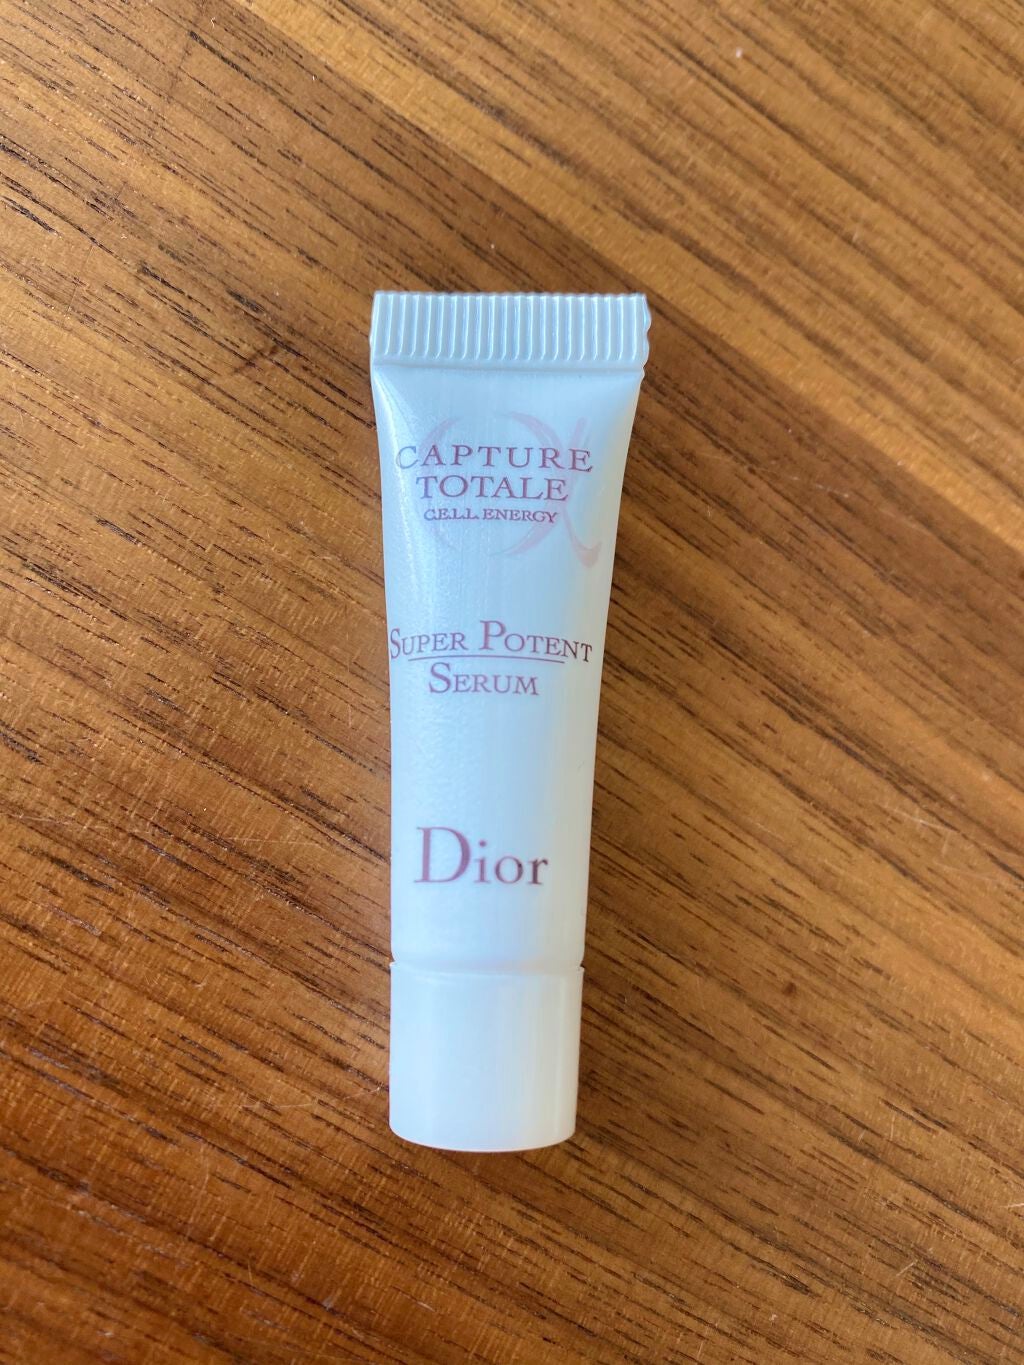 CAPTURE
TOTALE
C.E.L.L. ENERGY
SUPER POTENT
SERUM
Dior